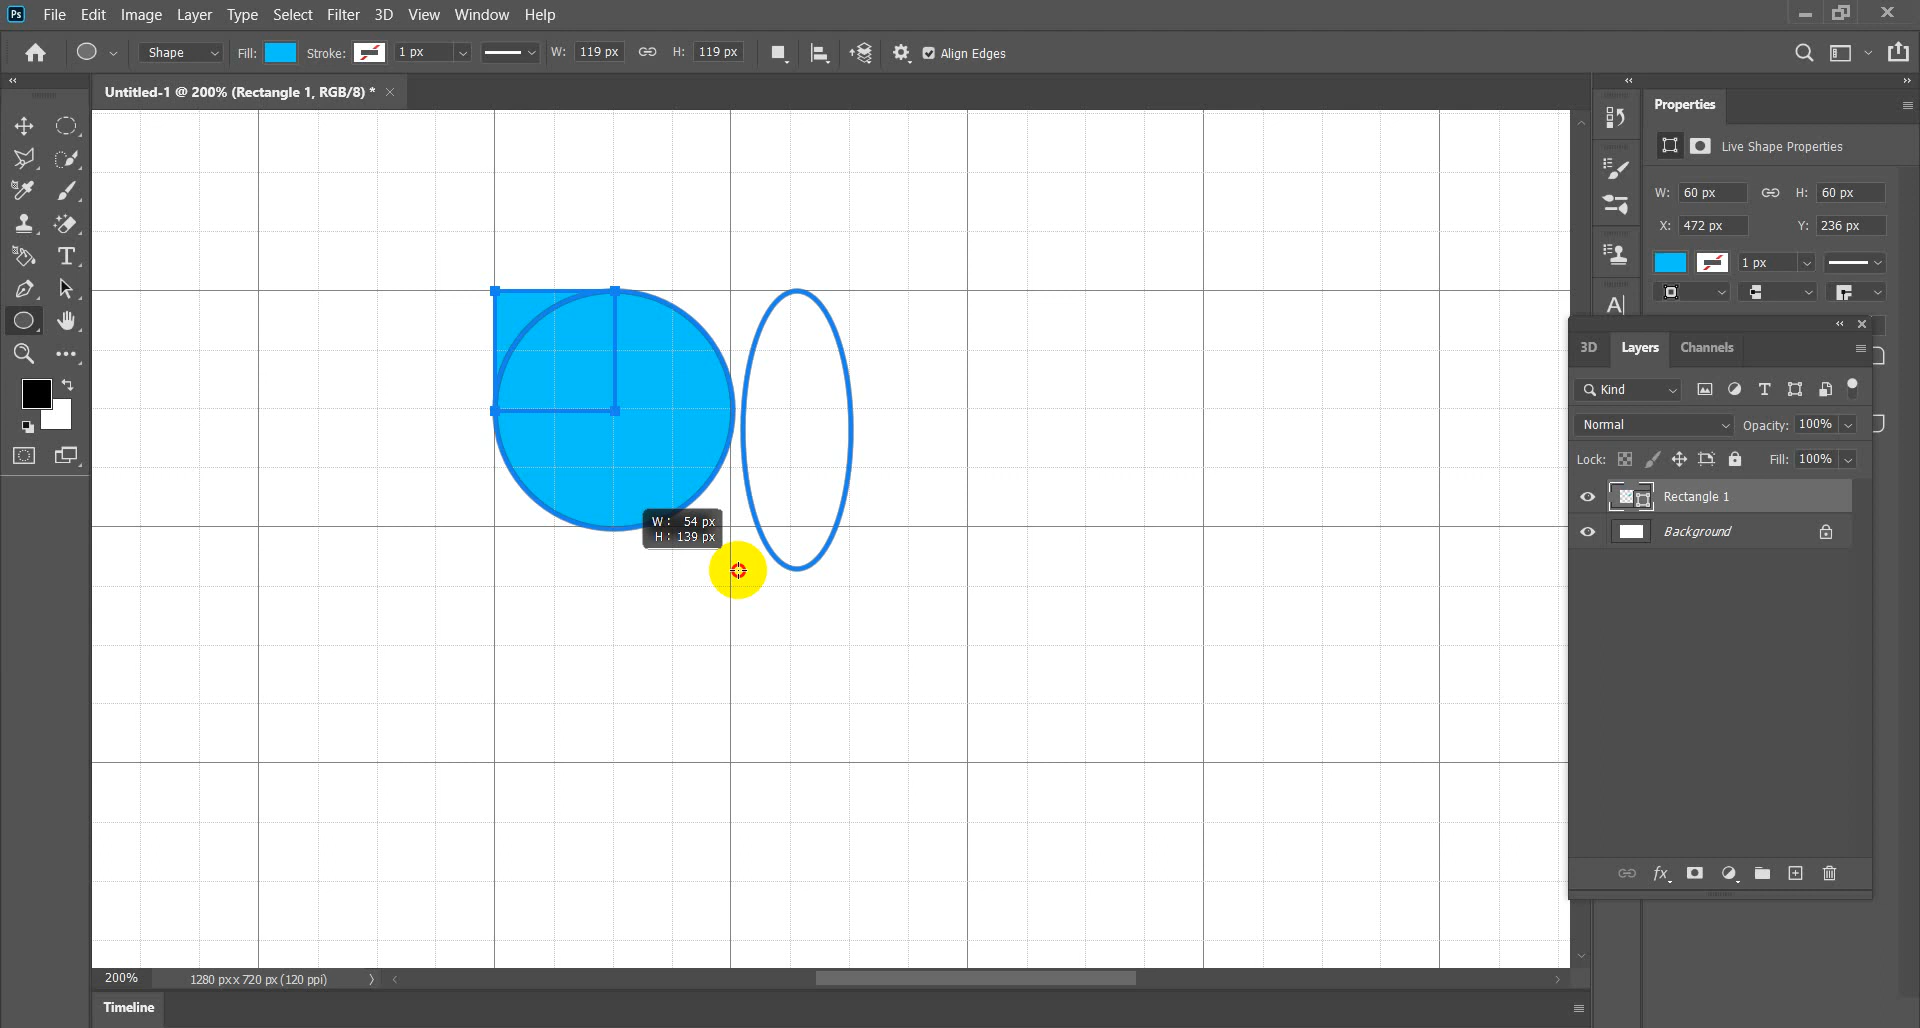 Ps File Edit Image Layer Type Select Filter 3D View Window Help
Shape Fill: Stroke: 1 px W: 119 px H: 119 px Align Edges
Untitled-1 @ 200% (Rectangle 1, RGB/8) *
Properties
Live Shape Properties
W: 60 px H: 60 px
X: 472 px Y: 236 px
1 px
3D Layers Channels
Kind
Normal Opacity: 100%
Lock: Fill: 100%
Rectangle 1
Background
W: 54 px
H: 139 px
200% 1280 px x 720 px (120 ppi)
Timeline